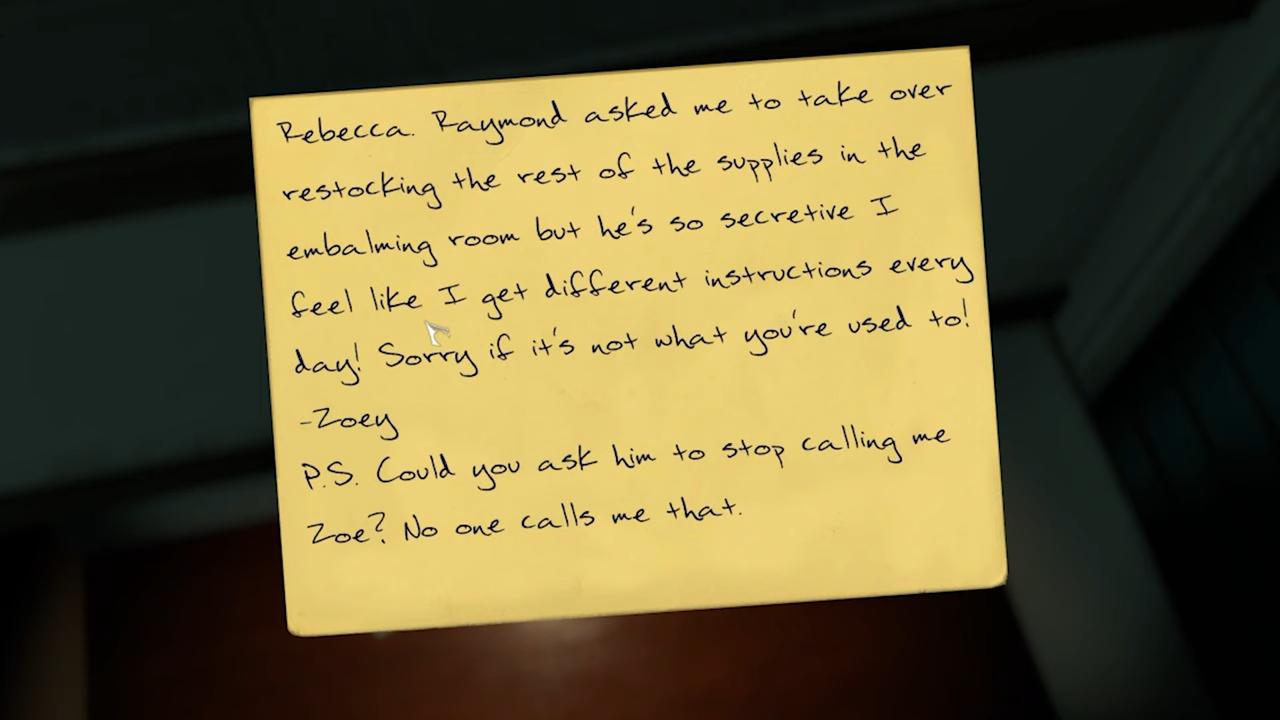 Rebecca. Raymond asked me to take over
restocking the rest of the supplies in the
embalming room but he's so secretive I
feel like I get different instructions every
day! Sorry if it's not what you're used to!
-Zoey
P.S. Could you ask him to stop calling me
Zoe? No one calls me that.